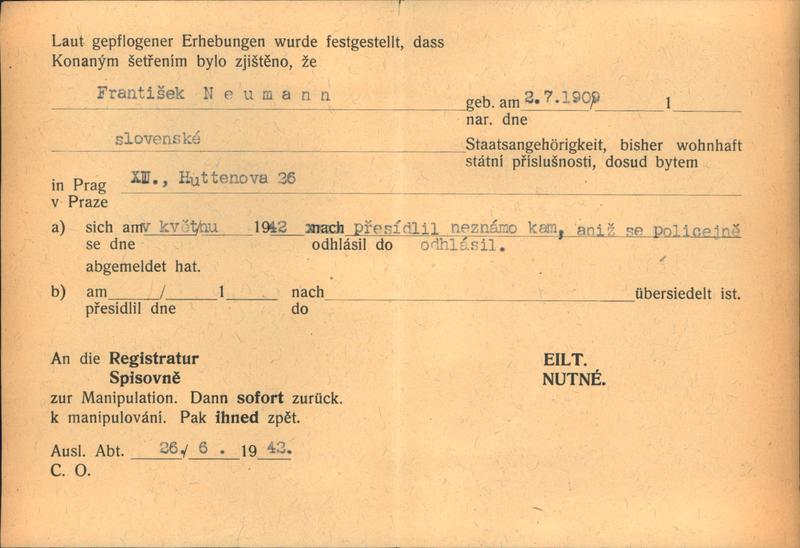 Laut gepflogener Erhebungen wurde festgestellt, dass
Konaným šetřením bylo zjištěno, že
František Neumann geb. am 2.7.1909 1
nar. dne
slovenské Staatsangehörigkeit, bisher wohnhaft
státní příslušnosti, dosud bytem
in Prag XII., Huttenova 26
v Praze
a) sich am v květnu 1942 nach přesídlil neznámo kam, aniž se policejně
se dne odhlásil do odhlásil.
abgemeldet hat.
b) am / 1 nach übersiedelt ist.
přesídlil dne do
An die Registratur EILT.
Spisovně NUTNÉ.
zur Manipulation. Dann sofort zurück.
k manipulování. Pak ihned zpět.
Ausl. Abt. 26/ 6 . 1942.
C. O.